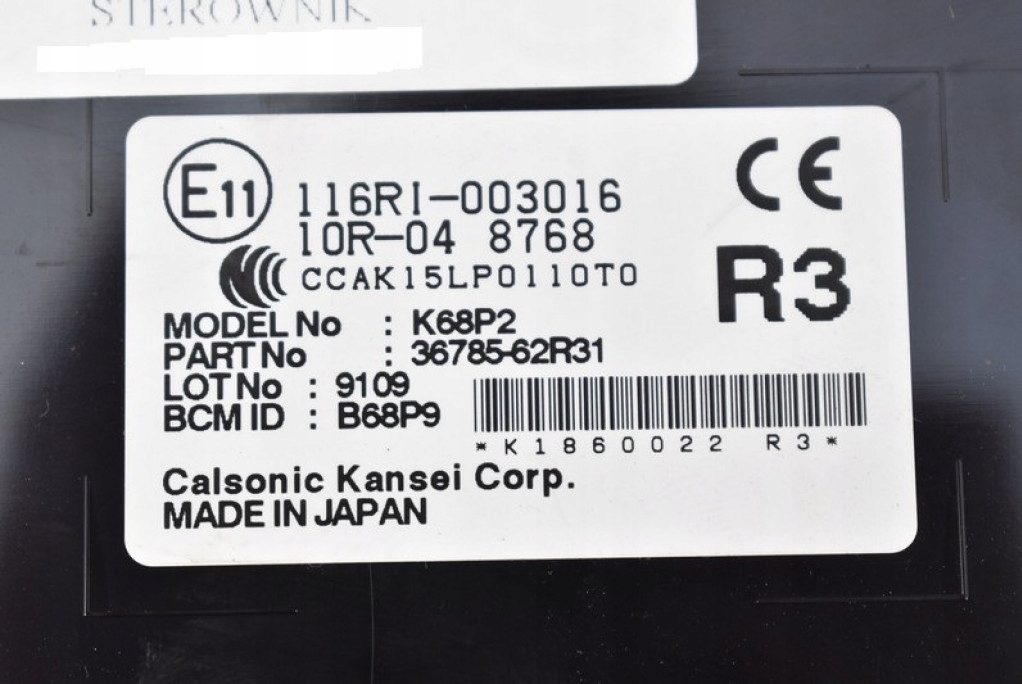 STEROWNIK
E11 116RI-003016 CE
10R-04 8768
CCAK15LP0110T0
R3
MODEL No : K68P2
PART No : 36785-62R31
LOT No : 9109
BCM ID : B68P9
*K1860022 R3*
Calsonic Kansei Corp.
MADE IN JAPAN